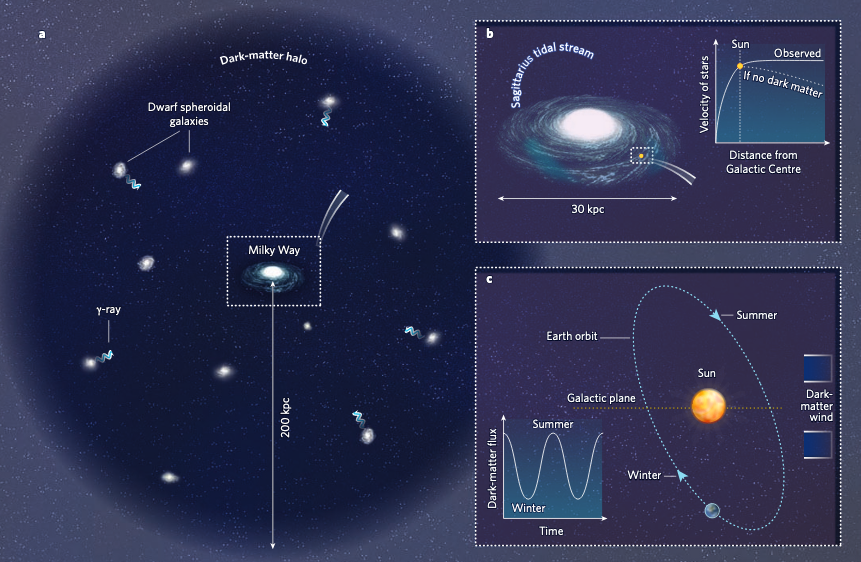 a
Dark-matter halo
Dwarf spheroidal
galaxies
Milky Way
γ-ray
200 kpc
b
Sagittarius tidal stream
30 kpc
Sun
Observed
If no dark matter
Velocity of stars
Distance from
Galactic Centre
c
Summer
Earth orbit
Sun
Galactic plane
Dark-
matter
wind
Winter
Dark-matter flux
Summer
Winter
Time